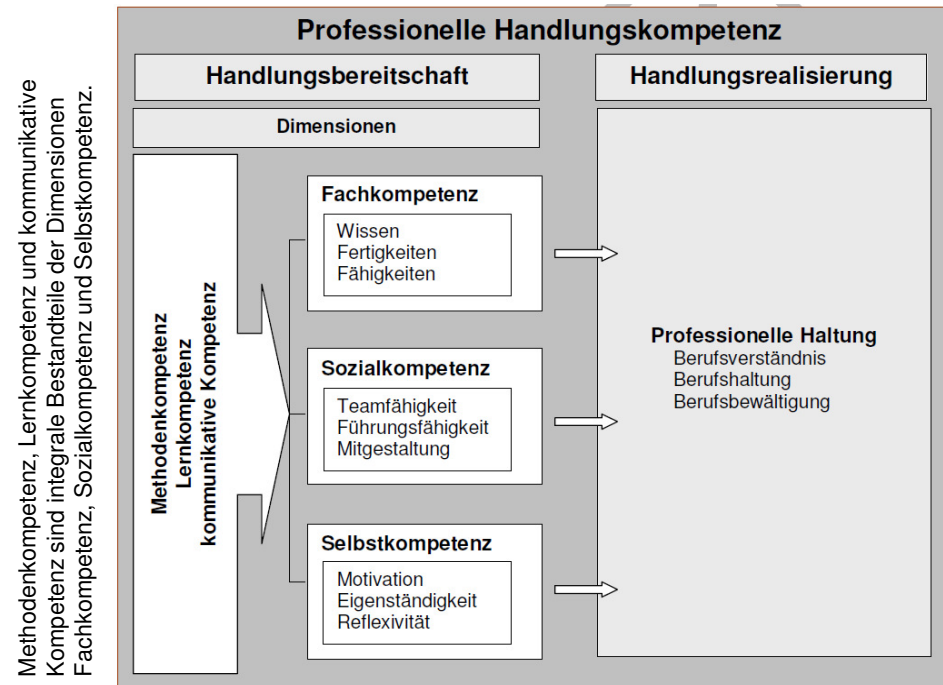 Professionelle Handlungskompetenz
Handlungsbereitschaft
Handlungsrealisierung
Dimensionen
Methodenkompetenz, Lernkompetenz und kommunikative
Kompetenz sind integrale Bestandteile der Dimensionen
Fachkompetenz, Sozialkompetenz und Selbstkompetenz.
Methodenkompetenz
Lernkompetenz
kommunikative Kompetenz
Fachkompetenz
Wissen
Fertigkeiten
Fähigkeiten
Sozialkompetenz
Teamfähigkeit
Führungsfähigkeit
Mitgestaltung
Selbstkompetenz
Motivation
Eigenständigkeit
Reflexivität
Professionelle Haltung
Berufsverständnis
Berufshaltung
Berufsbewältigung